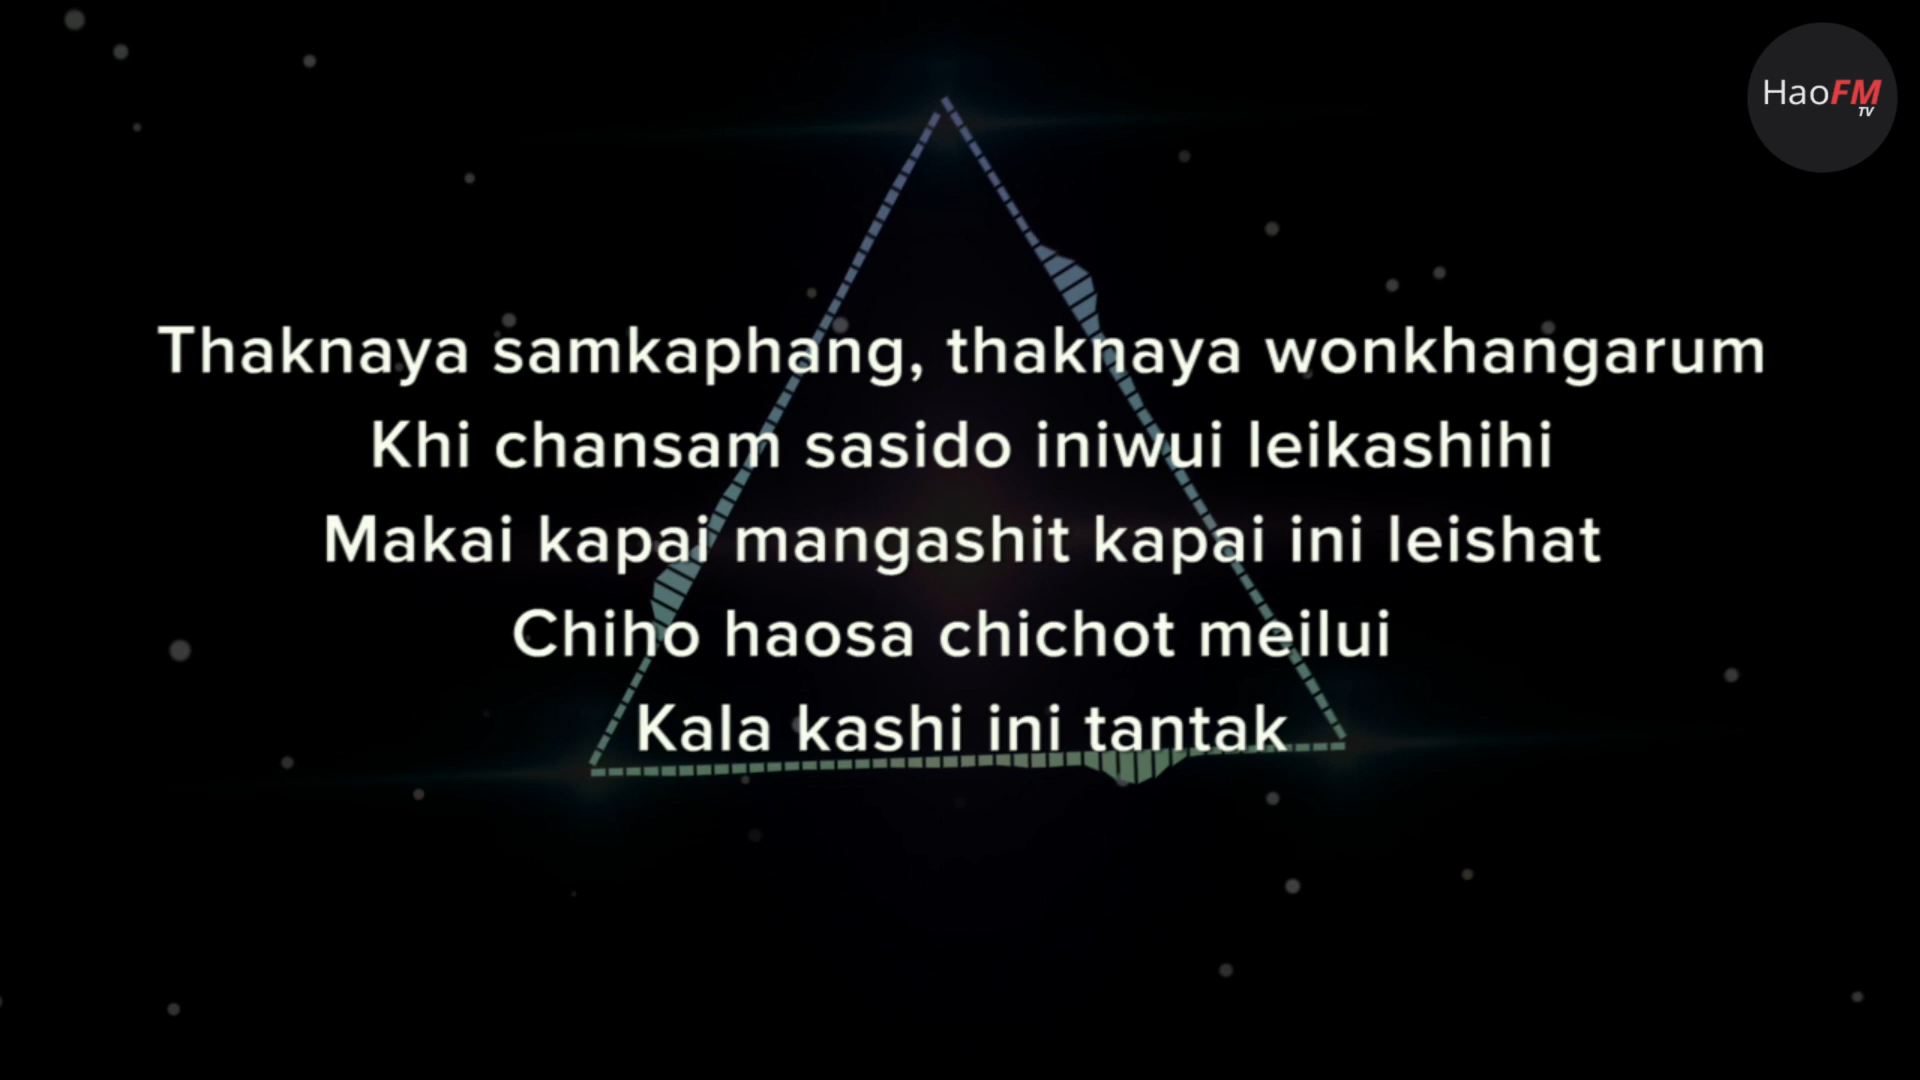 HaoFM
TV
Thaknaya samkaphang, thaknaya wonkhangarum
Khi chansam sasido iniwui leikashihi
Makai kapai mangashit kapai ini leishat
Chiho haosa chichot meilui
Kala kashi ini tantak